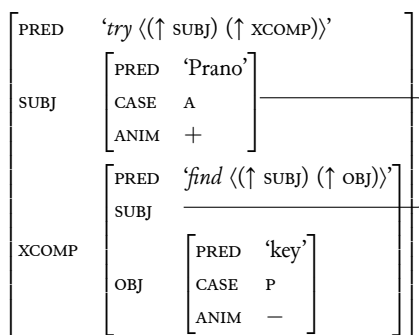 PRED ‘try ⟨(↑ SUBJ) (↑ XCOMP)⟩’
PRED ‘Prano’
SUBJ CASE A
ANIM +
PRED ‘find ⟨(↑ SUBJ) (↑ OBJ)⟩’
SUBJ
PRED ‘key’
XCOMP
OBJ CASE P
ANIM −